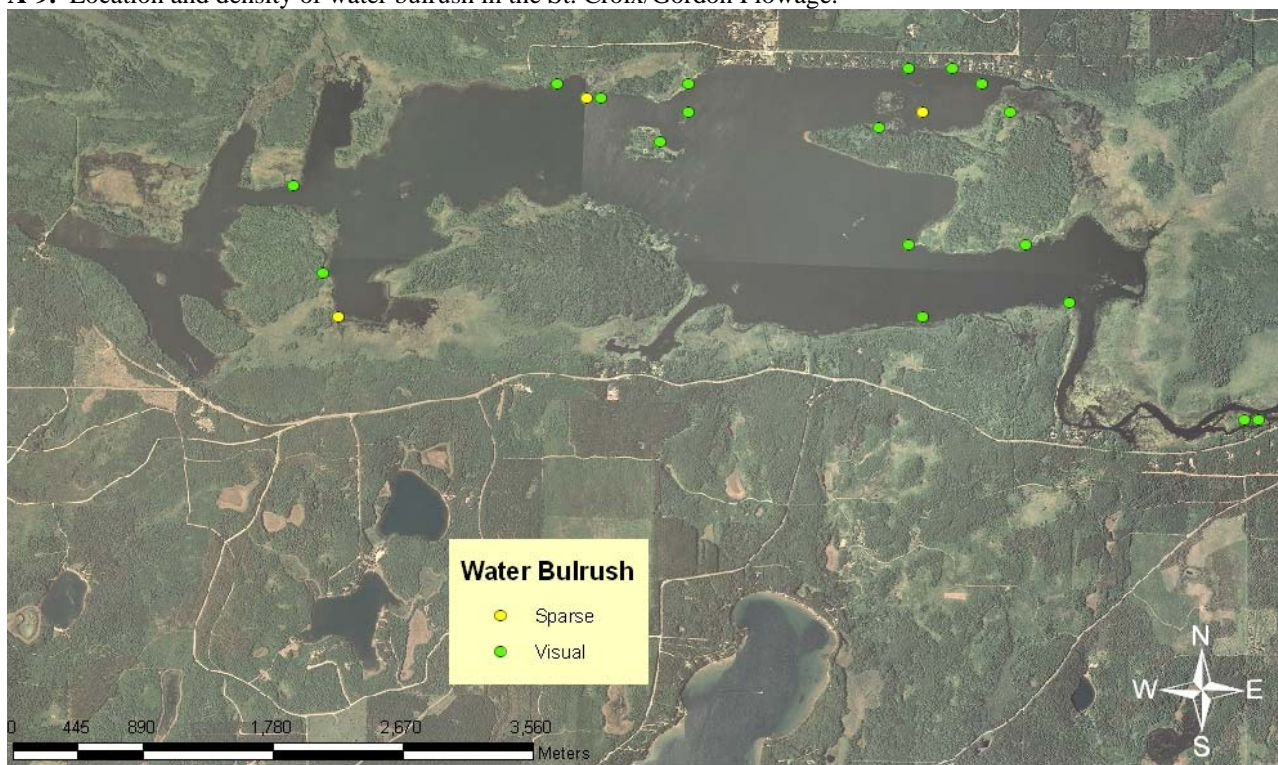 A-9. Location and density of water bulrush in the St. Croix/Gordon Flowage.
Water Bulrush
Sparse
Visual
N
W E
S
0 445 890 1,780 2,670 3,560
Meters